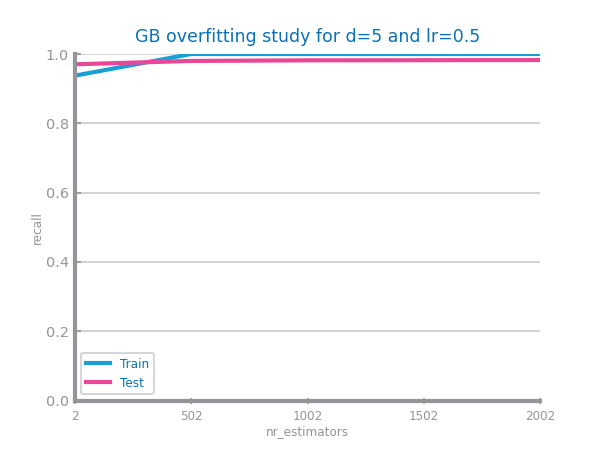 GB overfitting study for d=5 and lr=0.5
1.0
0.8
0.6
0.4
0.2
0.0
recall
Train
Test
2 502 1002 1502 2002
nr_estimators